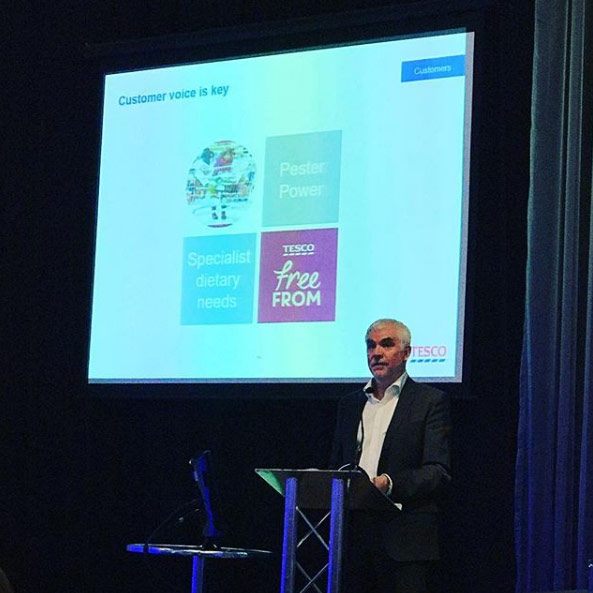 Customers
Customer voice is key
Pester
Power
Specialist
dietary
needs
TESCO
free
FROM
TESCO